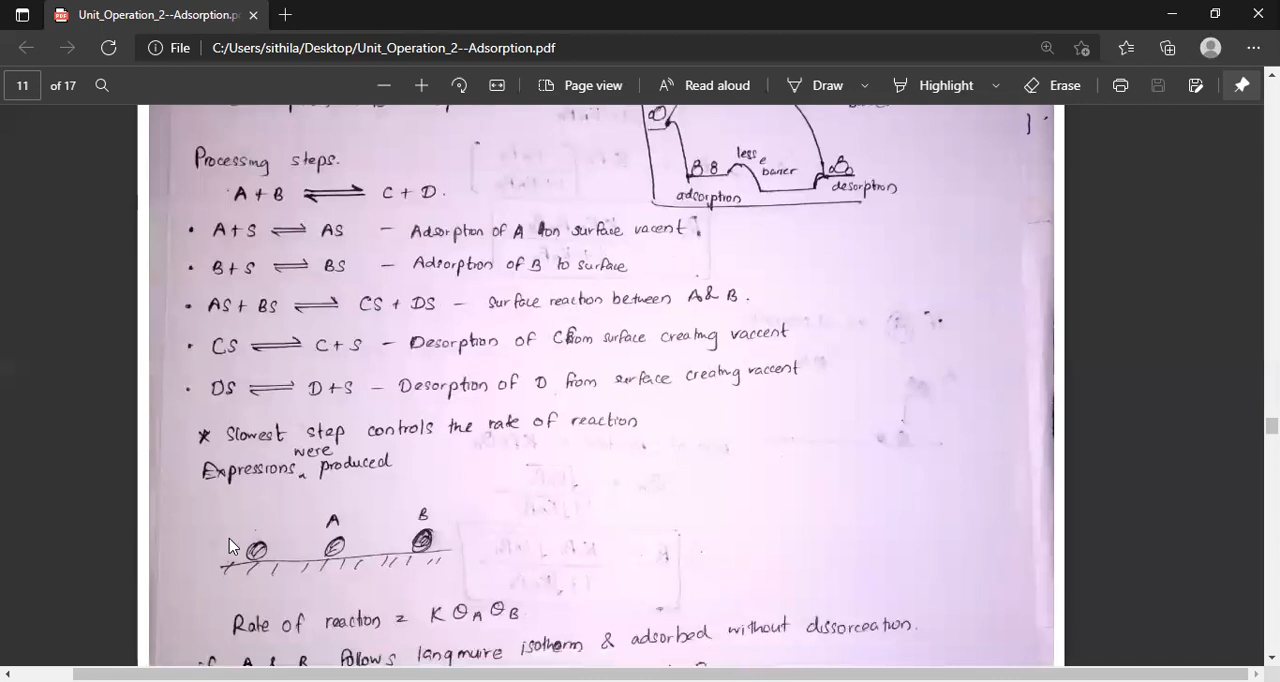 Unit_Operation_2--Adsorption.p
File C:/Users/sithila/Desktop/Unit_Operation_2--Adsorption.pdf
11 of 17 Page view Read aloud Draw Highlight Erase
less
barrier
adcorption desorption
Processing steps.
A + B ⇌ C + D.
• A + S ⇌ AS – Adsorption of A on surface vacent.
• B + S ⇌ BS – Adsorption of B to surface
• AS + BS ⇌ CS + DS – Surface reaction between A & B.
• CS ⇌ C + S – Desorption of C from surface creating vaccent
• DS ⇌ D + S – Desorption of D from surface creating vaccent
* Slowest step controls the rate of reaction
Expressions were produced
A B
Rate of reaction = K θA θB
A & B follows langmuire isotherm & adsorbed without dissorceation.